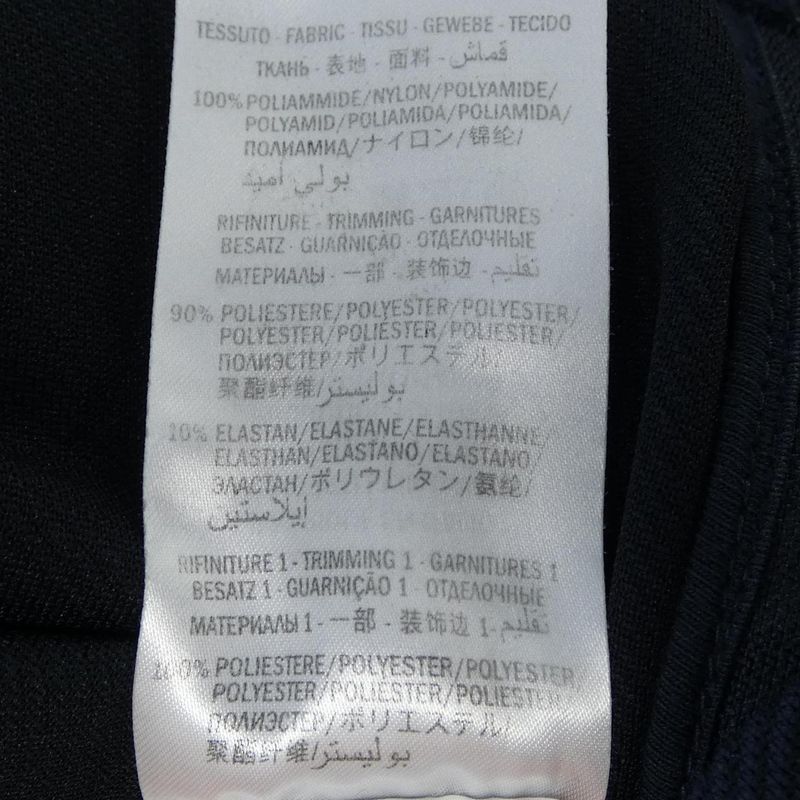 TESSUTO - FABRIC - TISSU - GEWEBE - TECIDO
ТКАНЬ - 表地 - 面料 - قماش
100% POLIAMMIDE/NYLON/POLYAMIDE/
POLYAMID/POLIAMIDA/POLIAMIDA/
ПОЛИАМИД/ナイロン/锦纶/
بولي أميد
RIFINITURE - TRIMMING - GARNITURES
BESATZ - GUARNIÇÃO - ОТДЕЛОЧНЫЕ
МАТЕРИАЛЫ - 一部 - 装饰边 - تقليم
90% POLIESTERE/POLYESTER/POLYESTER/
POLYESTER/POLIÉSTER/POLIESTER/
ПОЛИЭСТЕР/ポリエステル/
聚酯纤维/بوليستر
10% ELASTAN/ELASTANE/ELASTHANNE/
ELASTHAN/ELASTANO/ELASTANO/
ЭЛАСТАН/ポリウレタン/氨纶/
إيلاستين
RIFINITURE 1 - TRIMMING 1 - GARNITURES 1
BESATZ 1 - GUARNIÇÃO 1 - ОТДЕЛОЧНЫЕ
МАТЕРИАЛЫ 1 - 一部 - 装饰边 1 - تقليم
100% POLIESTERE/POLYESTER/POLYESTER/
POLYESTER/POLIÉSTER/POLIESTER/
ПОЛИЭСТЕР/ポリエステル/
聚酯纤维/بوليستر